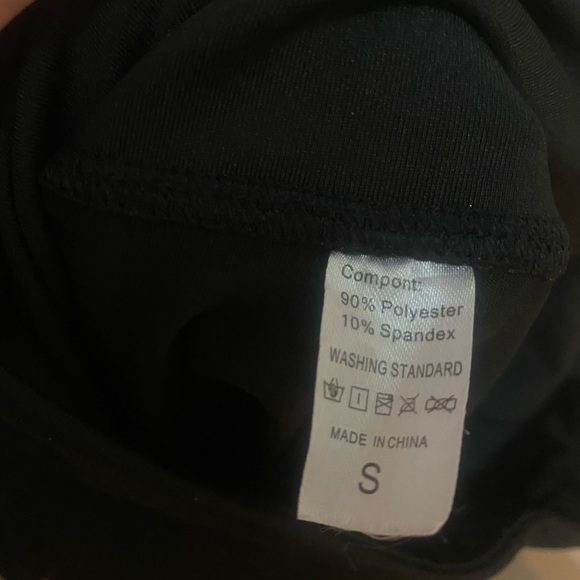 Compont:
90% Polyester
10% Spandex
WASHING STANDARD
MADE IN CHINA
S